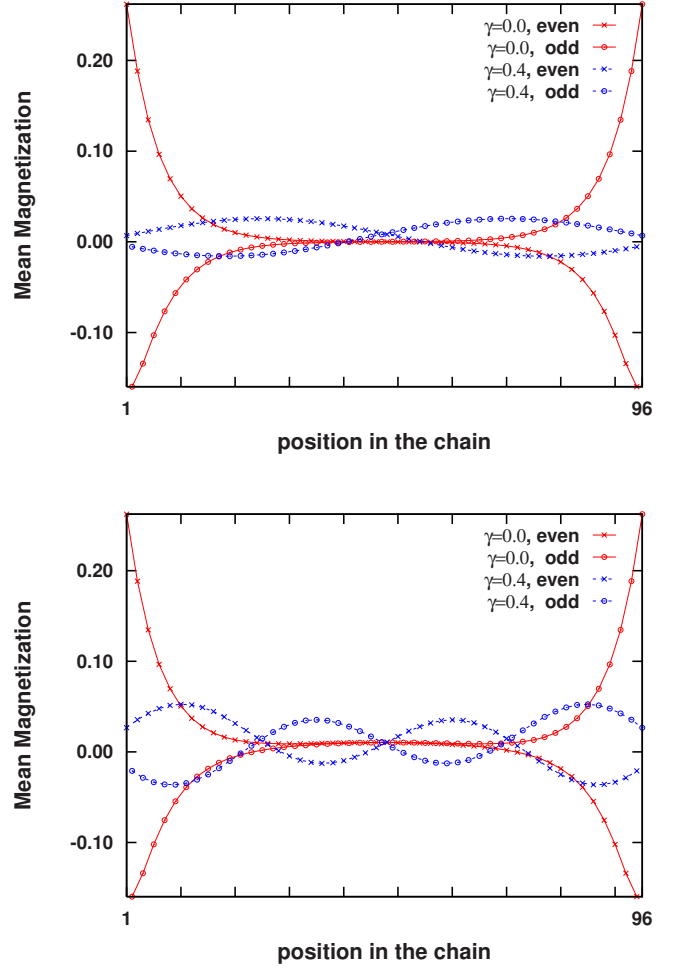 0.20
0.10
0.00
-0.10
Mean Magnetization
γ=0.0, even
γ=0.0, odd
γ=0.4, even
γ=0.4, odd
1
96
position in the chain
0.20
0.10
0.00
-0.10
Mean Magnetization
γ=0.0, even
γ=0.0, odd
γ=0.4, even
γ=0.4, odd
1
96
position in the chain